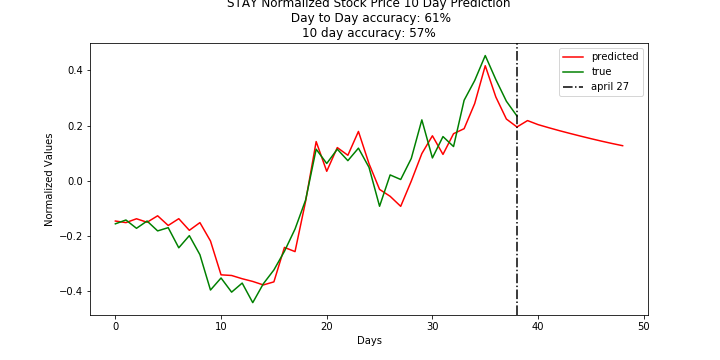 STAY Normalized Stock Price 10 Day Prediction
Day to Day accuracy: 61%
10 day accuracy: 57%
predicted
true
april 27
0.4
0.2
0.0
−0.2
−0.4
Normalized Values
0
10
20
30
40
50
Days